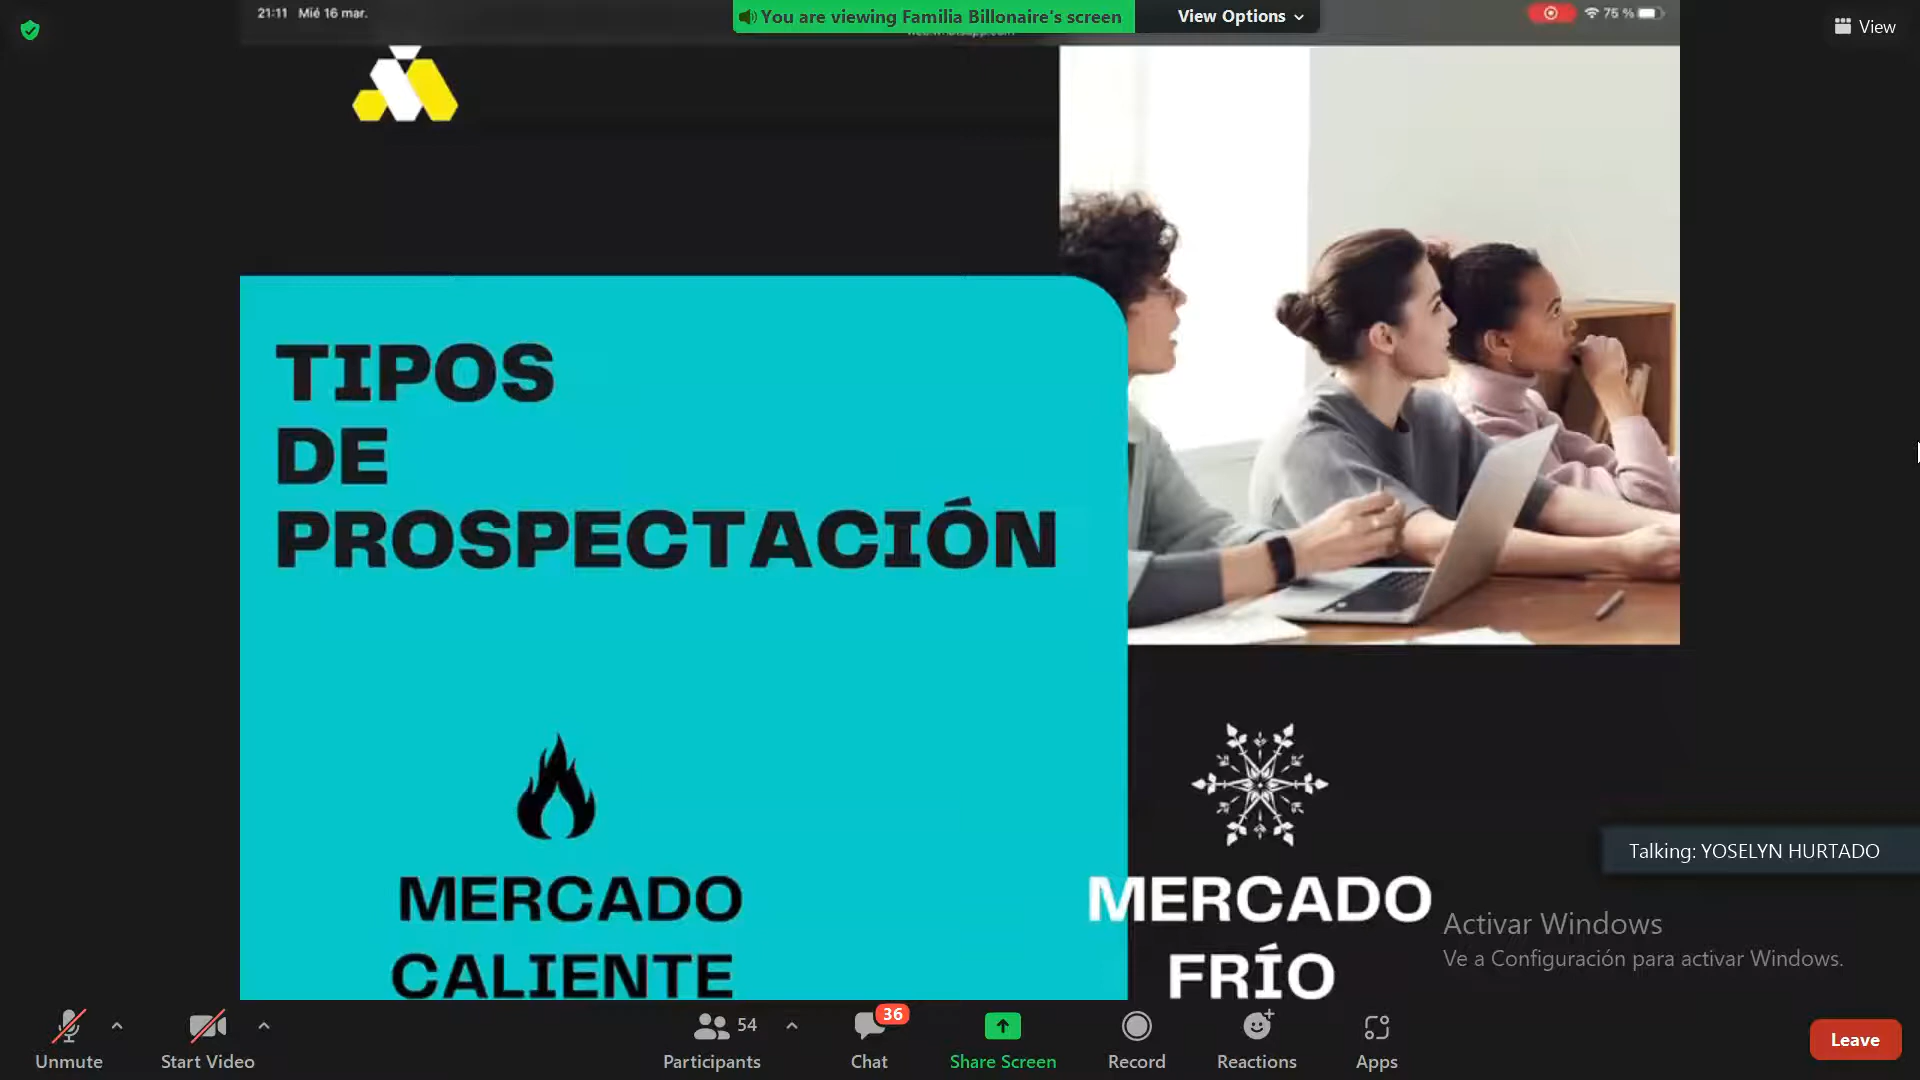 21:11 Mié 16 mar.
You are viewing Familia Billonaire's screen
View Options
75 %
View
TIPOS
DE
PROSPECTACIÓN
MERCADO
CALIENTE
MERCADO
FRÍO
Talking: YOSELYN HURTADO
Activar Windows
Ve a Configuración para activar Windows.
Unmute
Start Video
54
Participants
36
Chat
Share Screen
Record
Reactions
Apps
Leave